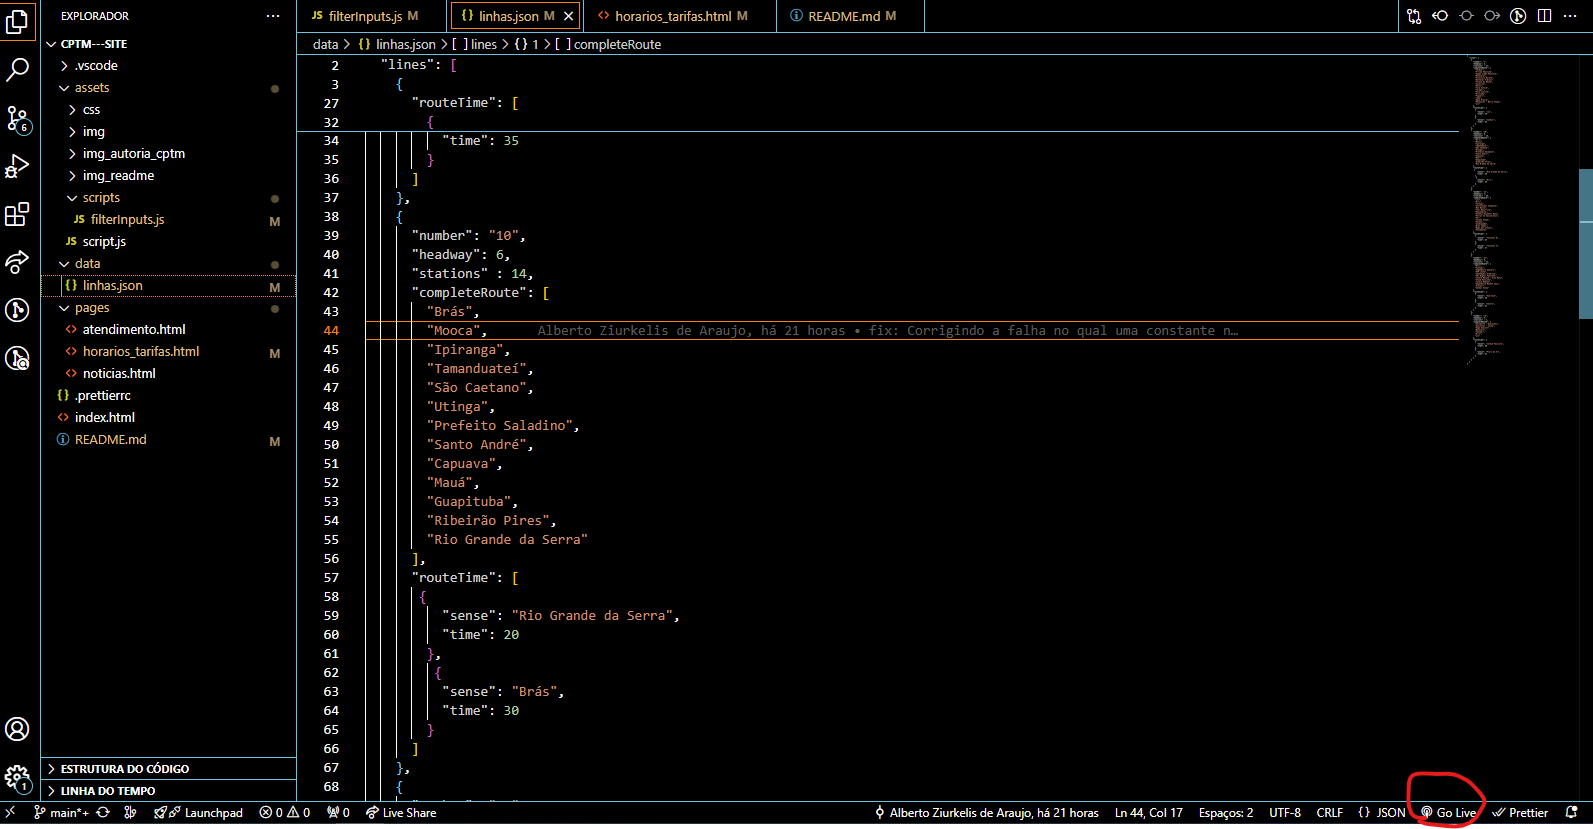 EXPLORADOR
CPTM---SITE
.vscode
assets
css
img
img_autoria_cptm
img_readme
scripts
JS filterInputs.js M
JS script.js
data
{} linhas.json M
pages
<> atendimento.html
<> horarios_tarifas.html M
<> noticias.html
{} .prettierrc
<> index.html
README.md M
ESTRUTURA DO CÓDIGO
LINHA DO TEMPO
JS filterInputs.js M {} linhas.json M <> horarios_tarifas.html M README.md M
data > {} linhas.json > [ ] lines > {} 1 > [ ] completeRoute
2 "lines": [
3 {
27 "routeTime": [
32 {
34 "time": 35
35 }
36 ]
37 },
38 {
39 "number": "10",
40 "headway": 6,
41 "stations" : 14,
42 "completeRoute": [
43 "Brás",
44 "Mooca", Alberto Ziurkelis de Araujo, há 21 horas • fix: Corrigindo a falha no qual uma constante n…
45 "Ipiranga",
46 "Tamanduateí",
47 "São Caetano",
48 "Utinga",
49 "Prefeito Saladino",
50 "Santo André",
51 "Capuava",
52 "Mauá",
53 "Guapituba",
54 "Ribeirão Pires",
55 "Rio Grande da Serra"
56 ],
57 "routeTime": [
58 {
59 "sense": "Rio Grande da Serra",
60 "time": 20
61 },
62 {
63 "sense": "Brás",
64 "time": 30
65 }
66 ]
67 },
68 {
6
1
main*+ Launchpad 0 0 0 Live Share Alberto Ziurkelis de Araujo, há 21 horas Ln 44, Col 17 Espaços: 2 UTF-8 CRLF {} JSON Go Live Prettier